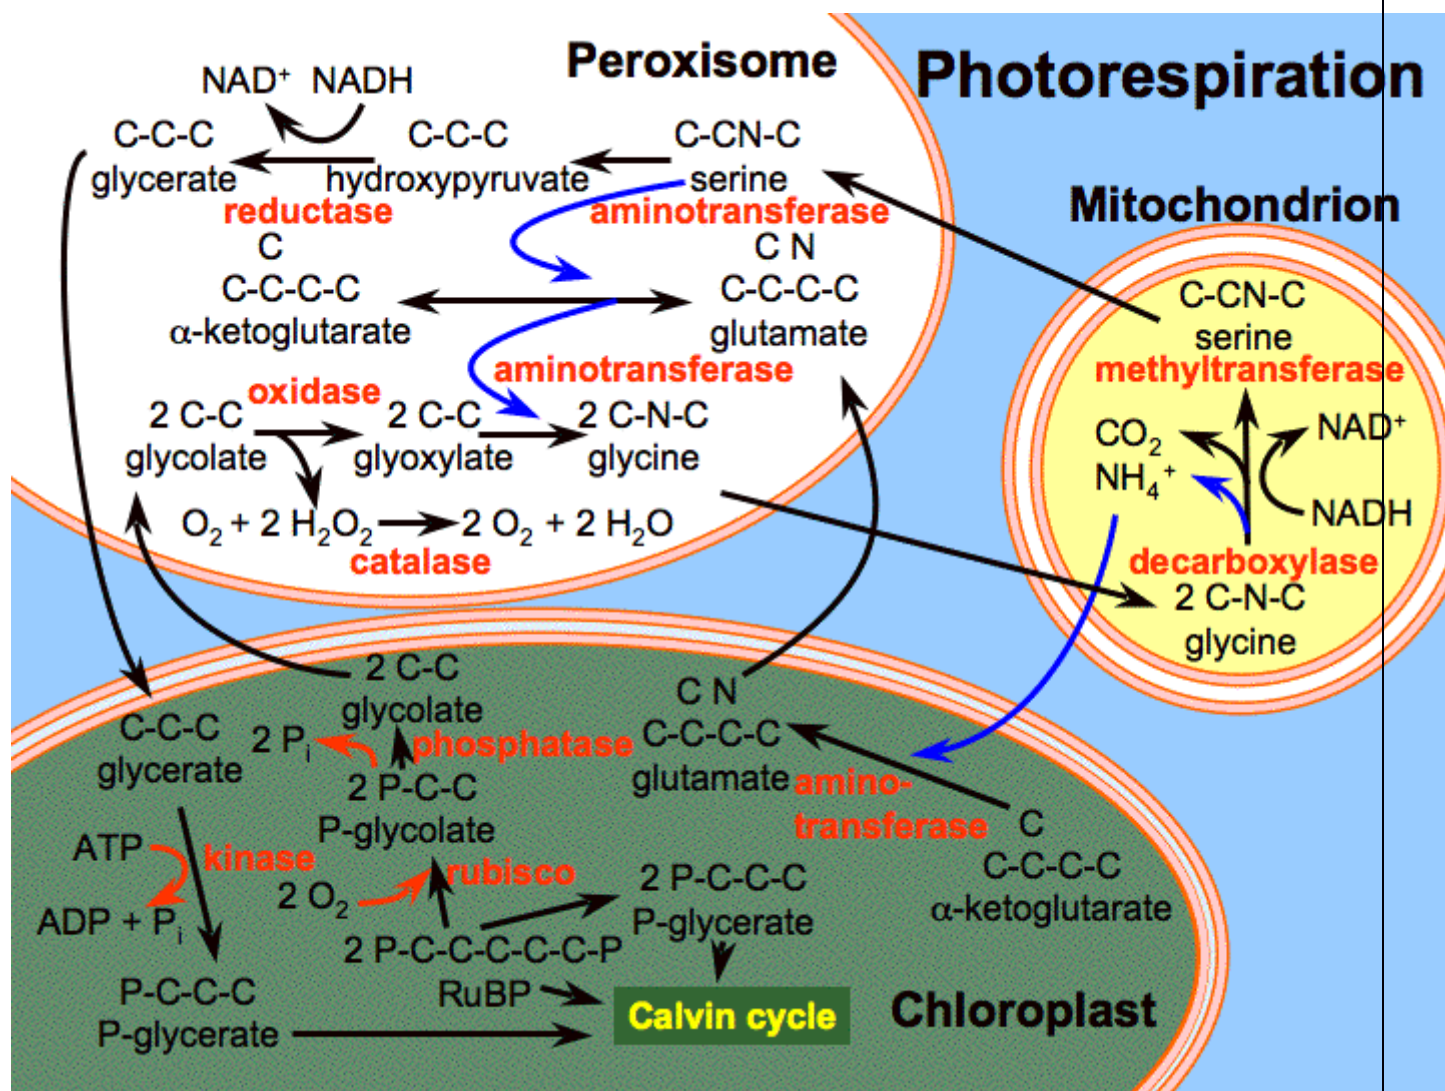 Photorespiration
Peroxisome
NAD⁺ NADH
C-C-C
glycerate
reductase
C-C-C
hydroxypyruvate
C-CN-C
serine
aminotransferase
C
C-C-C-C
α-ketoglutarate
C N
C-C-C-C
glutamate
aminotransferase
oxidase
2 C-C
glycolate
2 C-C
glyoxylate
2 C-N-C
glycine
O₂ + 2 H₂O₂
2 O₂ + 2 H₂O
catalase
Mitochondrion
C-CN-C
serine
methyltransferase
CO₂
NH₄⁺
NAD⁺
NADH
decarboxylase
2 C-N-C
glycine
C-C-C
glycerate
2 Pᵢ
2 C-C
glycolate
phosphatase
2 P-C-C
P-glycolate
ATP
kinase
ADP + Pᵢ
2 O₂
rubisco
C N
C-C-C-C
glutamate
amino-
transferase
C
C-C-C-C
α-ketoglutarate
2 P-C-C-C
P-glycerate
2 P-C-C-C-C-C-P
RuBP
P-C-C-C
P-glycerate
Calvin cycle
Chloroplast